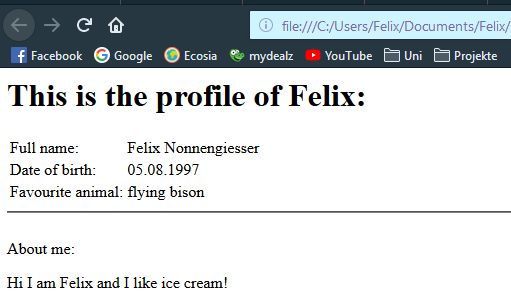 file:///C:/Users/Felix/Documents/Felix/
Facebook Google Ecosia mydealz YouTube Uni Projekte
This is the profile of Felix:
Full name: Felix Nonnengiesser
Date of birth: 05.08.1997
Favourite animal: flying bison
About me:
Hi I am Felix and I like ice cream!